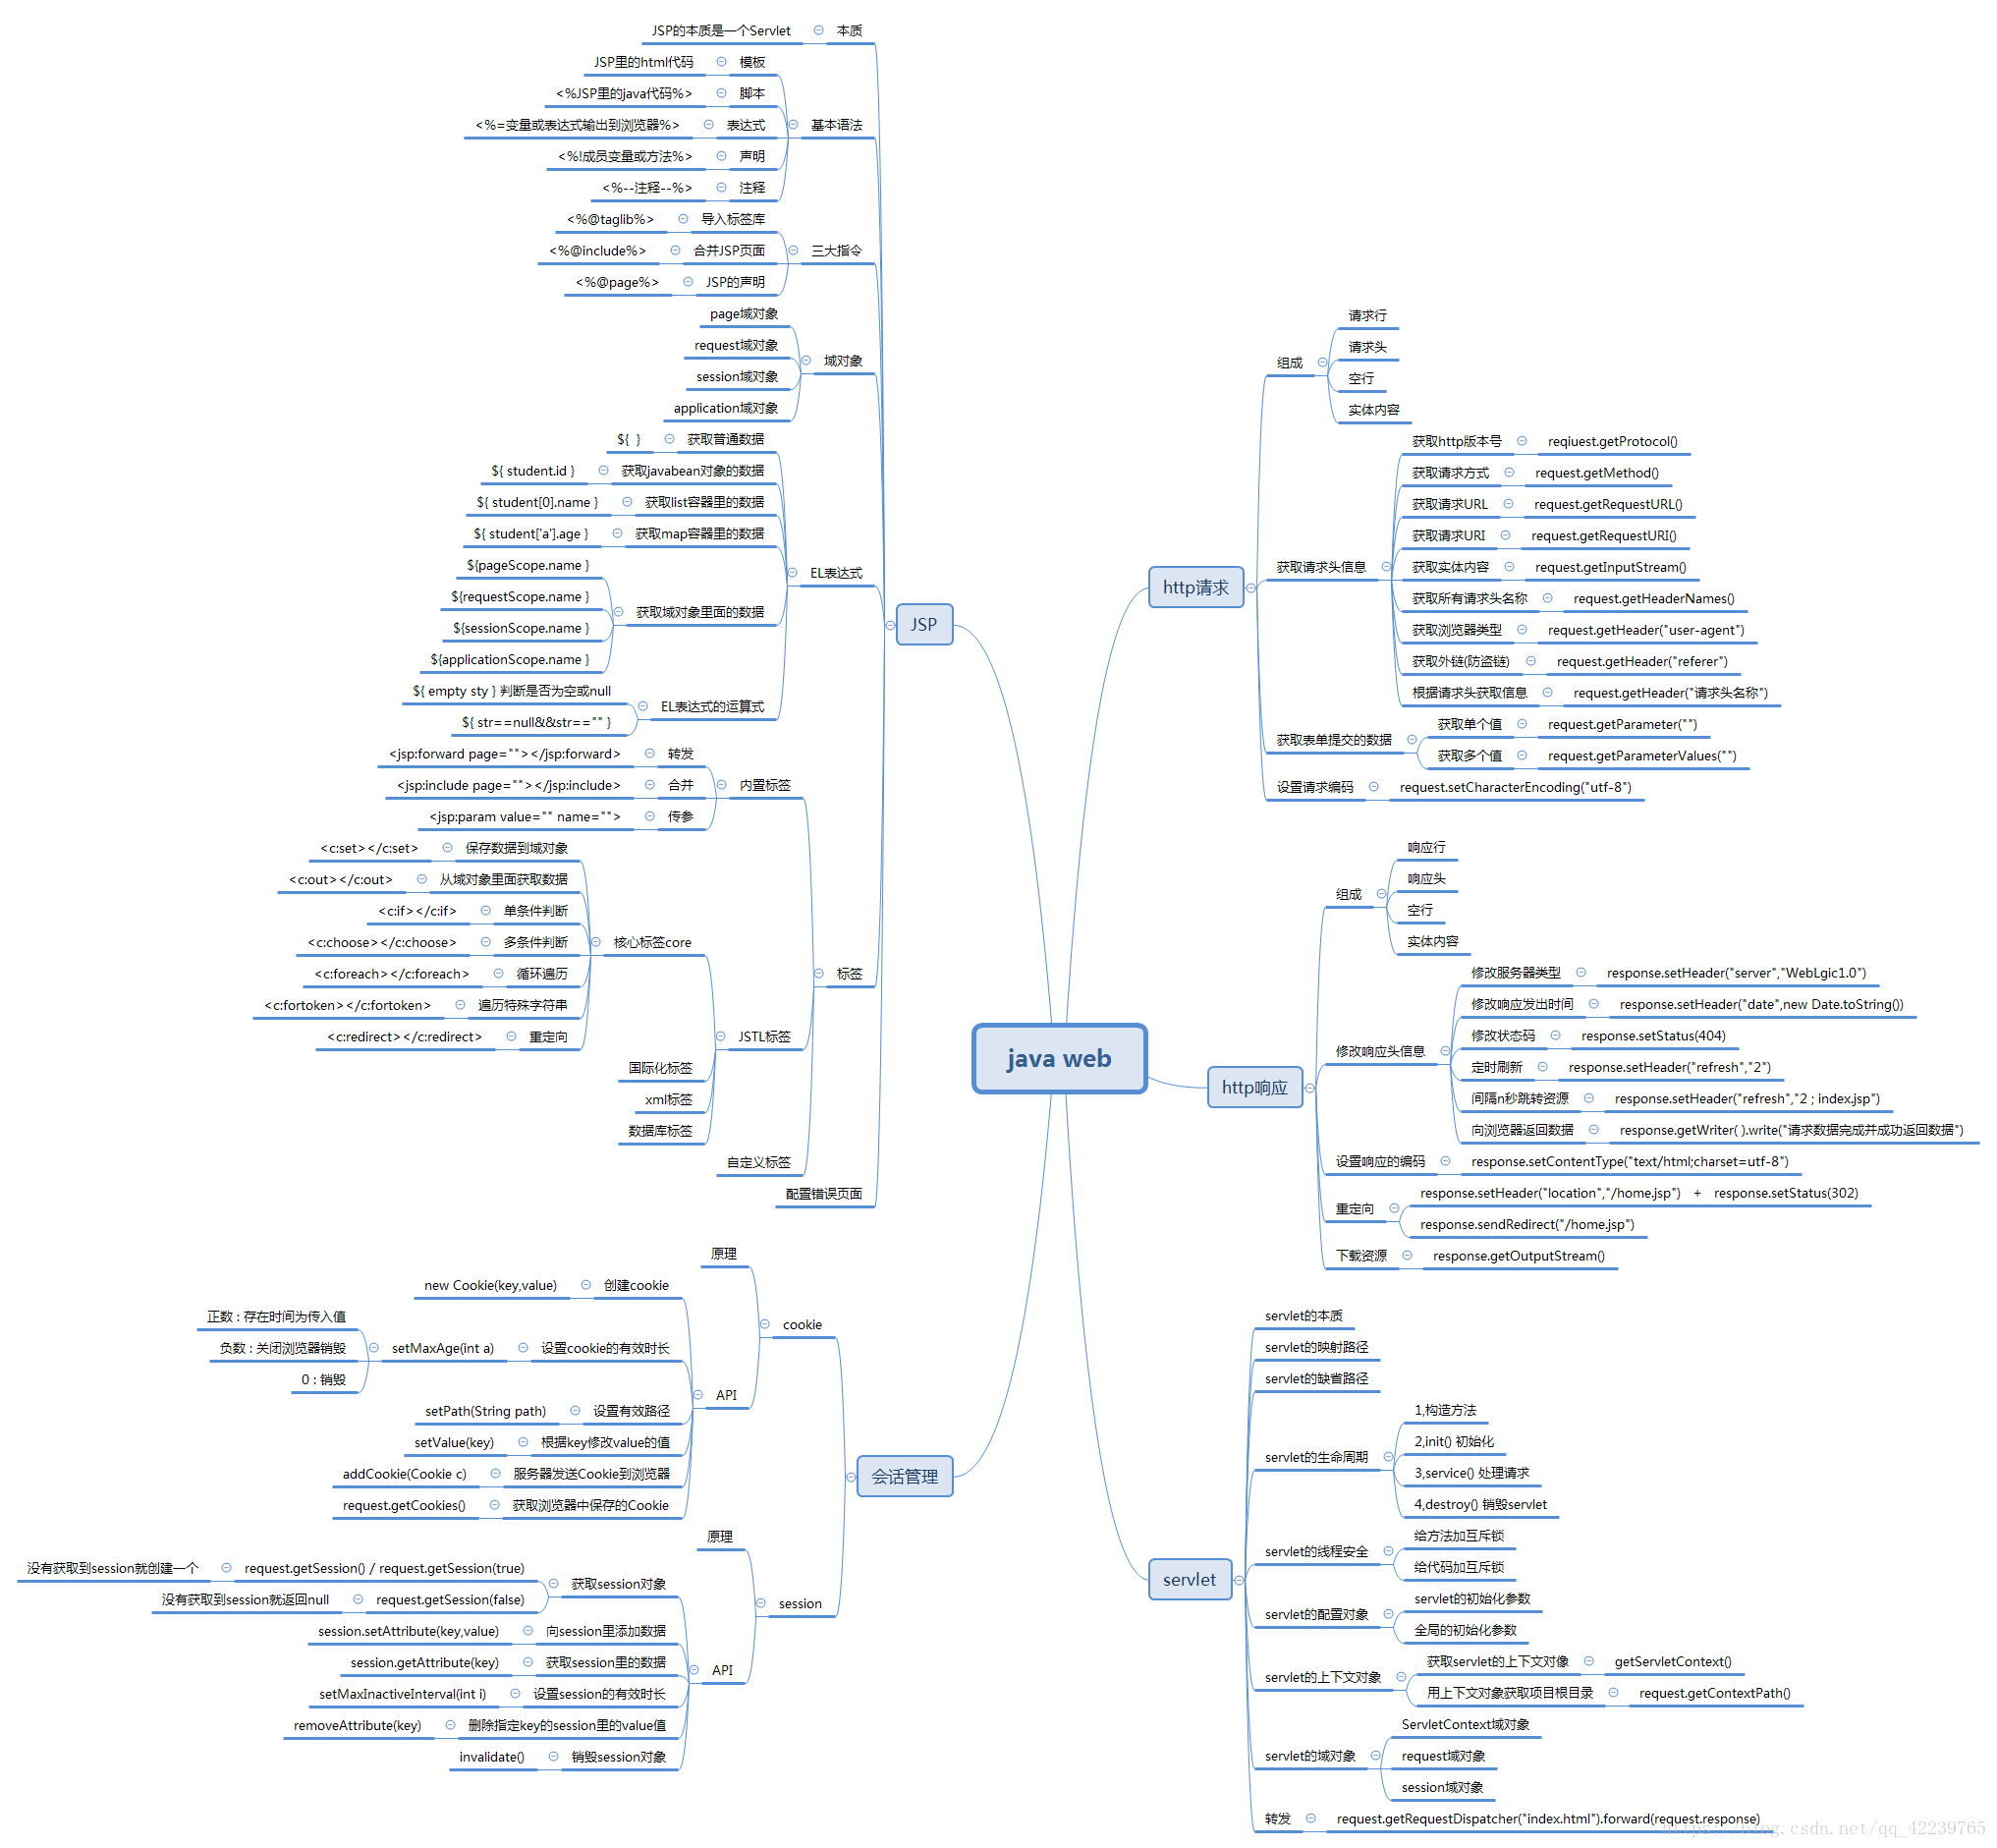 java web
http请求
组成
请求行
请求头
空行
实体内容
获取请求头信息
获取http版本号
reqiuest.getProtocol()
获取请求方式
request.getMethod()
获取请求URL
request.getRequestURL()
获取请求URI
request.getRequestURI()
获取实体内容
request.getInputStream()
获取所有请求头名称
request.getHeaderNames()
获取浏览器类型
request.getHeader("user-agent")
获取外链(防盗链)
request.getHeader("referer")
根据请求头获取信息
request.getHeader("请求头名称")
获取表单提交的数据
获取单个值
request.getParameter("")
获取多个值
request.getParameterValues("")
设置请求编码
request.setCharacterEncoding("utf-8")
http响应
组成
响应行
响应头
空行
实体内容
修改响应头信息
修改服务器类型
response.setHeader("server","WebLgic1.0")
修改响应发出时间
response.setHeader("date",new Date.toString())
修改状态码
response.setStatus(404)
定时刷新
response.setHeader("refresh","2")
间隔n秒跳转资源
response.setHeader("refresh","2 ; index.jsp")
向浏览器返回数据
response.getWriter( ).write("请求数据完成并成功返回数据")
设置响应的编码
response.setContentType("text/html;charset=utf-8")
重定向
response.setHeader("location","/home.jsp") + response.setStatus(302)
response.sendRedirect("/home.jsp")
下载资源
response.getOutputStream()
servlet
servlet的本质
servlet的映射路径
servlet的缺省路径
servlet的生命周期
1,构造方法
2,init() 初始化
3,service() 处理请求
4,destroy() 销毁servlet
servlet的线程安全
给方法加互斥锁
给代码加互斥锁
servlet的配置对象
servlet的初始化参数
全局的初始化参数
servlet的上下文对象
获取servlet的上下文对像
getServletContext()
用上下文对象获取项目根目录
request.getContextPath()
servlet的域对象
ServletContext域对象
request域对象
session域对象
转发
request.getRequestDispatcher("index.html").forward(request.response)
JSP
本质
JSP的本质是一个Servlet
基本语法
模板
JSP里的html代码
脚本
<%JSP里的java代码%>
表达式
<%=变量或表达式输出到浏览器%>
声明
<%!成员变量或方法%>
注释
<%--注释--%>
三大指令
导入标签库
<%@taglib%>
合并JSP页面
<%@include%>
JSP的声明
<%@page%>
域对象
page域对象
request域对象
session域对象
application域对象
EL表达式
获取普通数据
${ }
获取javabean对象的数据
${ student.id }
获取list容器里的数据
${ student[0].name }
获取map容器里的数据
${ student['a'].age }
获取域对象里面的数据
${pageScope.name }
${requestScope.name }
${sessionScope.name }
${applicationScope.name }
EL表达式的运算式
${ empty sty } 判断是否为空或null
${ str==null&&str=="" }
标签
内置标签
转发
<jsp:forward page=""></jsp:forward>
合并
<jsp:include page=""></jsp:include>
传参
<jsp:param value="" name="">
JSTL标签
核心标签core
保存数据到域对象
<c:set></c:set>
从域对象里面获取数据
<c:out></c:out>
单条件判断
<c:if></c:if>
多条件判断
<c:choose></c:choose>
循环遍历
<c:foreach></c:foreach>
遍历特殊字符串
<c:fortoken></c:fortoken>
重定向
<c:redirect></c:redirect>
国际化标签
xml标签
数据库标签
自定义标签
配置错误页面
会话管理
cookie
原理
API
创建cookie
new Cookie(key,value)
设置cookie的有效时长
setMaxAge(int a)
正数 : 存在时间为传入值
负数 : 关闭浏览器销毁
0 : 销毁
设置有效路径
setPath(String path)
根据key修改value的值
setValue(key)
服务器发送Cookie到浏览器
addCookie(Cookie c)
获取浏览器中保存的Cookie
request.getCookies()
session
原理
API
获取session对象
request.getSession() / request.getSession(true)
没有获取到session就创建一个
request.getSession(false)
没有获取到session就返回null
向session里添加数据
session.setAttribute(key,value)
获取session里的数据
session.getAttribute(key)
设置session的有效时长
setMaxInactiveInterval(int i)
删除指定key的session里的value值
removeAttribute(key)
销毁session对象
invalidate()
https://blog.csdn.net/qq_42239765